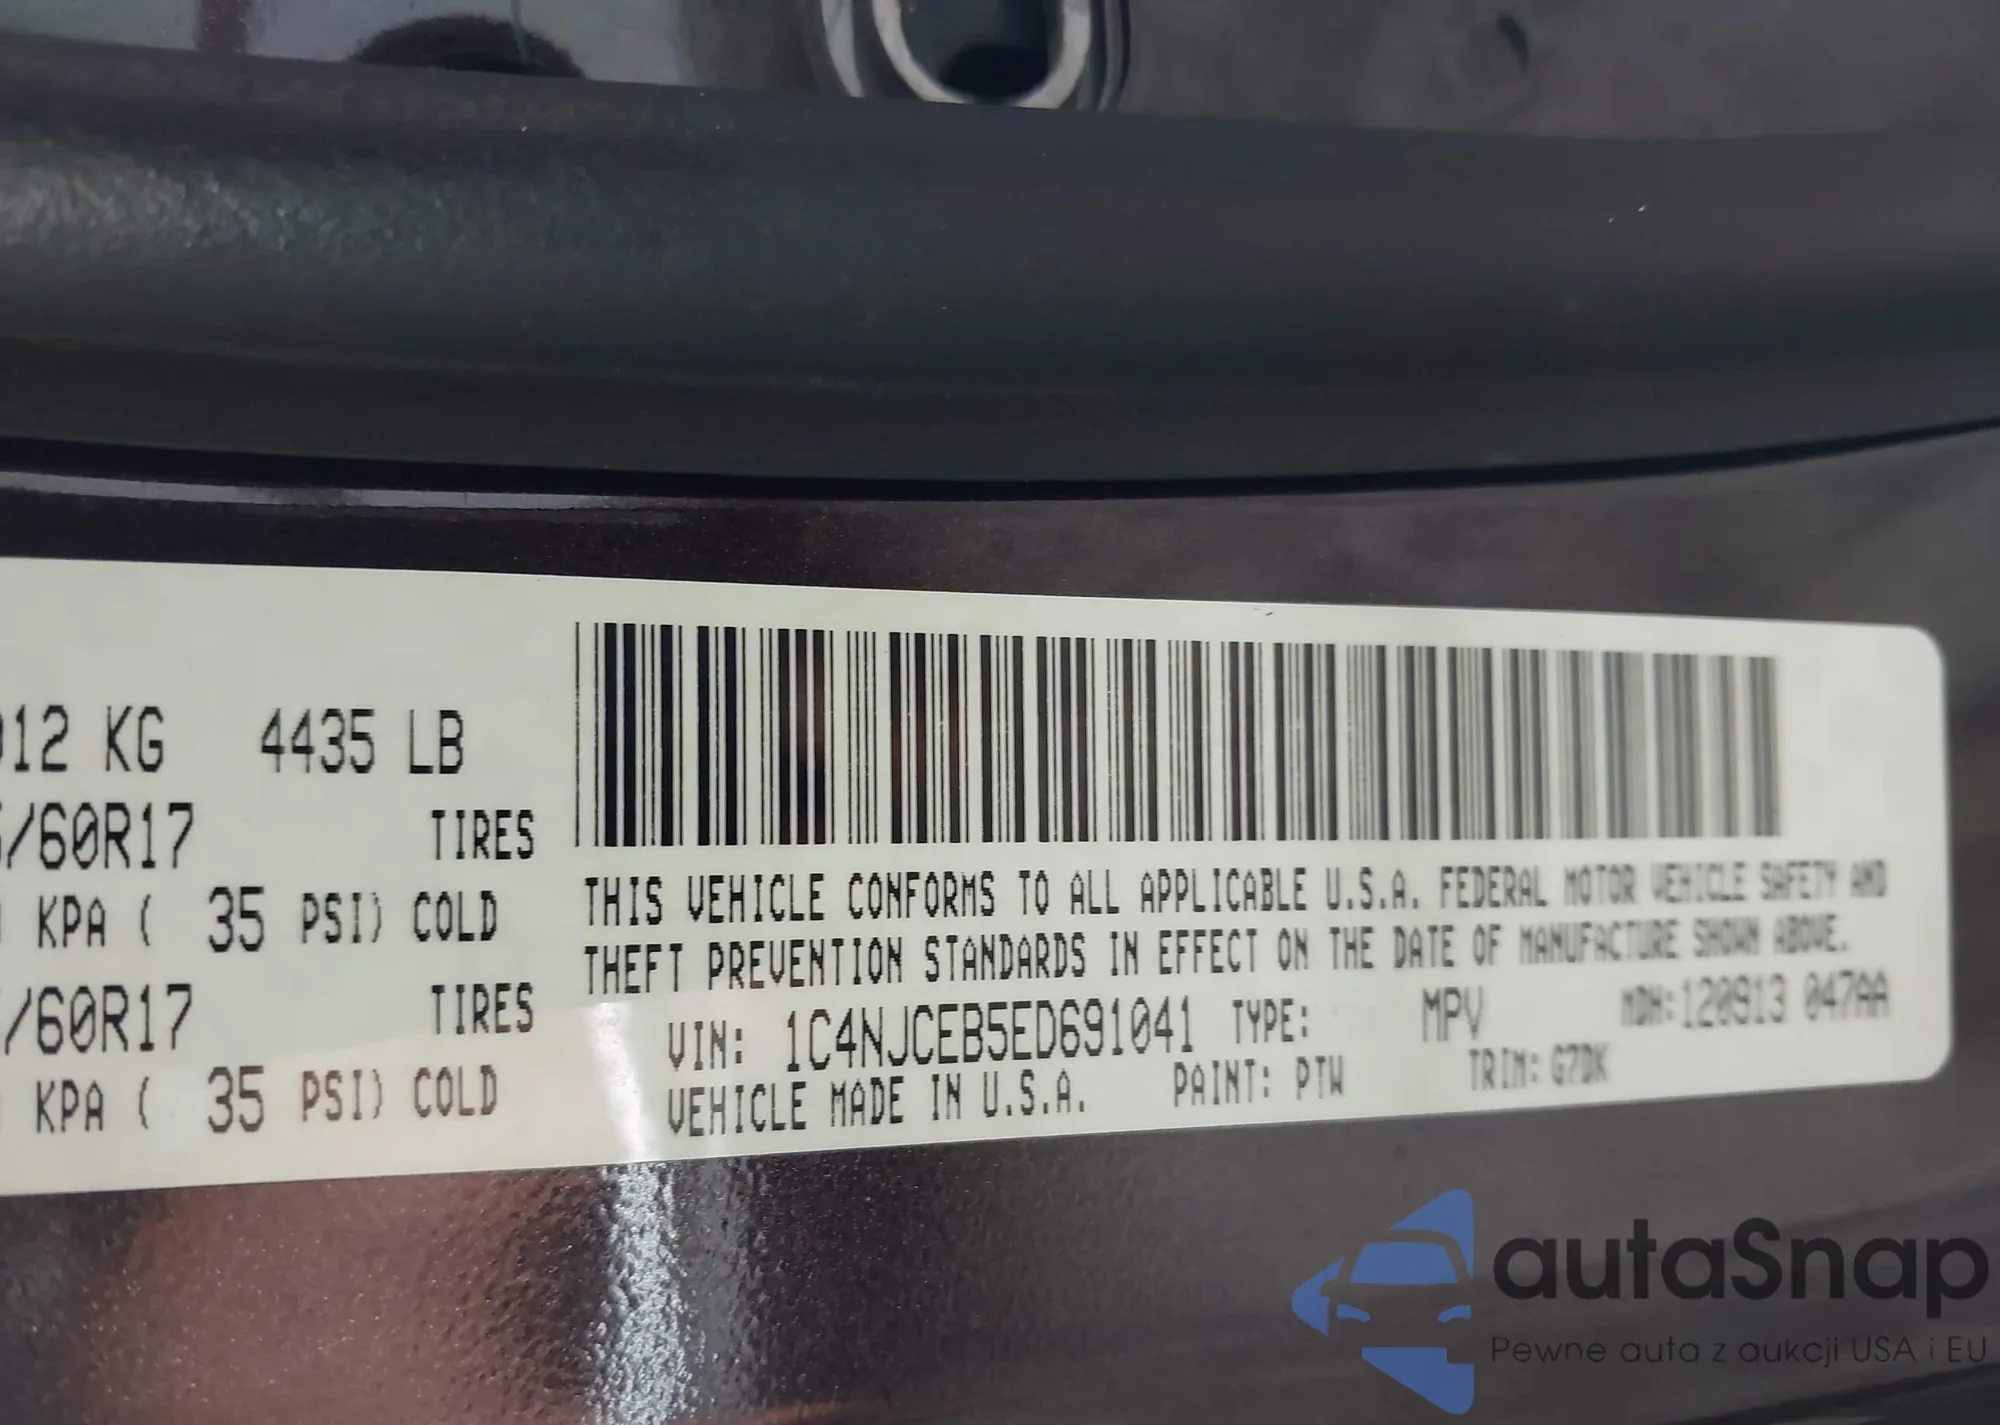 12 KG 4435 LB
/60R17 TIRES
KPA ( 35 PSI) COLD
/60R17 TIRES
KPA ( 35 PSI) COLD
THIS VEHICLE CONFORMS TO ALL APPLICABLE U.S.A. FEDERAL MOTOR VEHICLE SAFETY AND
THEFT PREVENTION STANDARDS IN EFFECT ON THE DATE OF MANUFACTURE SHOWN ABOVE.
VIN: 1C4NJCEB5ED691041 TYPE: MPV MDH:120913 047AA
VEHICLE MADE IN U.S.A. PAINT: PTW TRIM: G7DK
autaSnap
Pewne auta z aukcji USA i EU